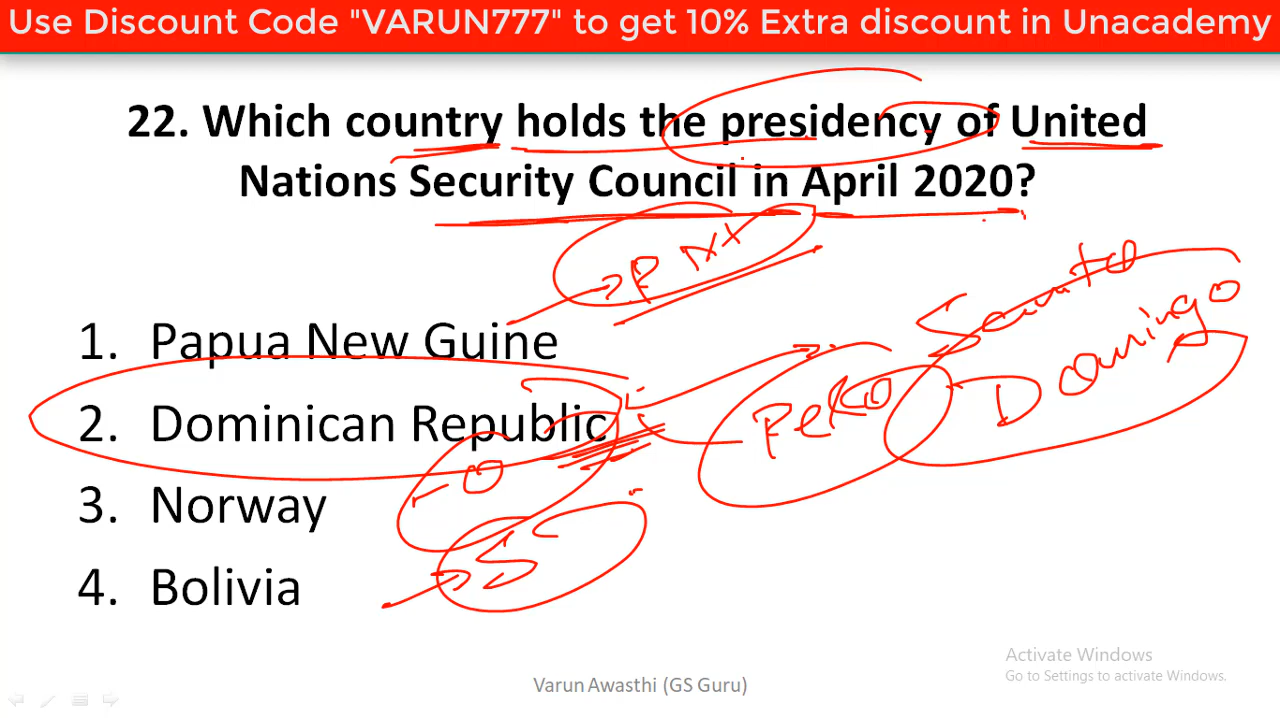 Use Discount Code "VARUN777" to get 10% Extra discount in Unacademy
22. Which country holds the presidency of United
Nations Security Council in April 2020?
1. Papua New Guine
2. Dominican Republic
3. Norway
4. Bolivia
Domingo
Activate Windows
Go to Settings to activate Windows.
Varun Awasthi (GS Guru)